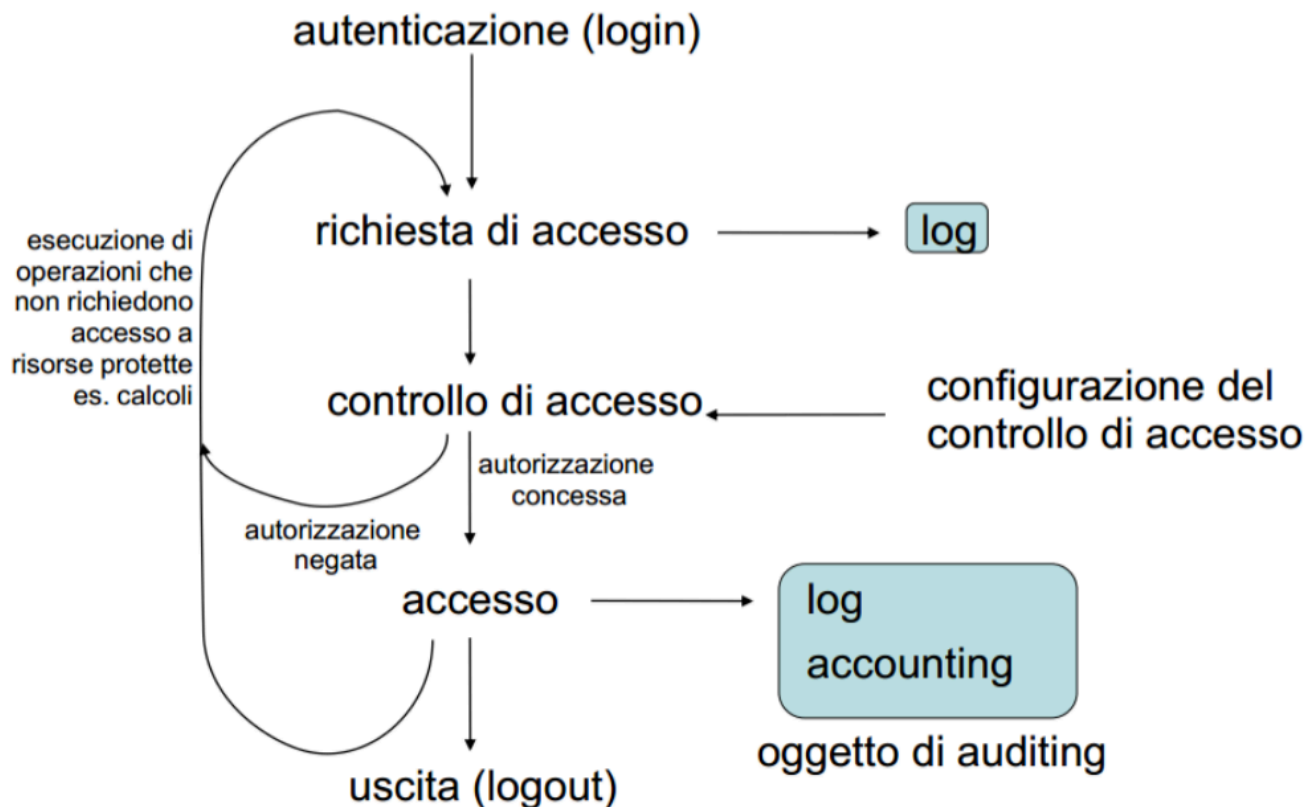 autenticazione (login)
richiesta di accesso
log
esecuzione di
operazioni che
non richiedono
accesso a
risorse protette
es. calcoli
controllo di accesso
configurazione del
controllo di accesso
autorizzazione
concessa
autorizzazione
negata
accesso
log
accounting
oggetto di auditing
uscita (logout)